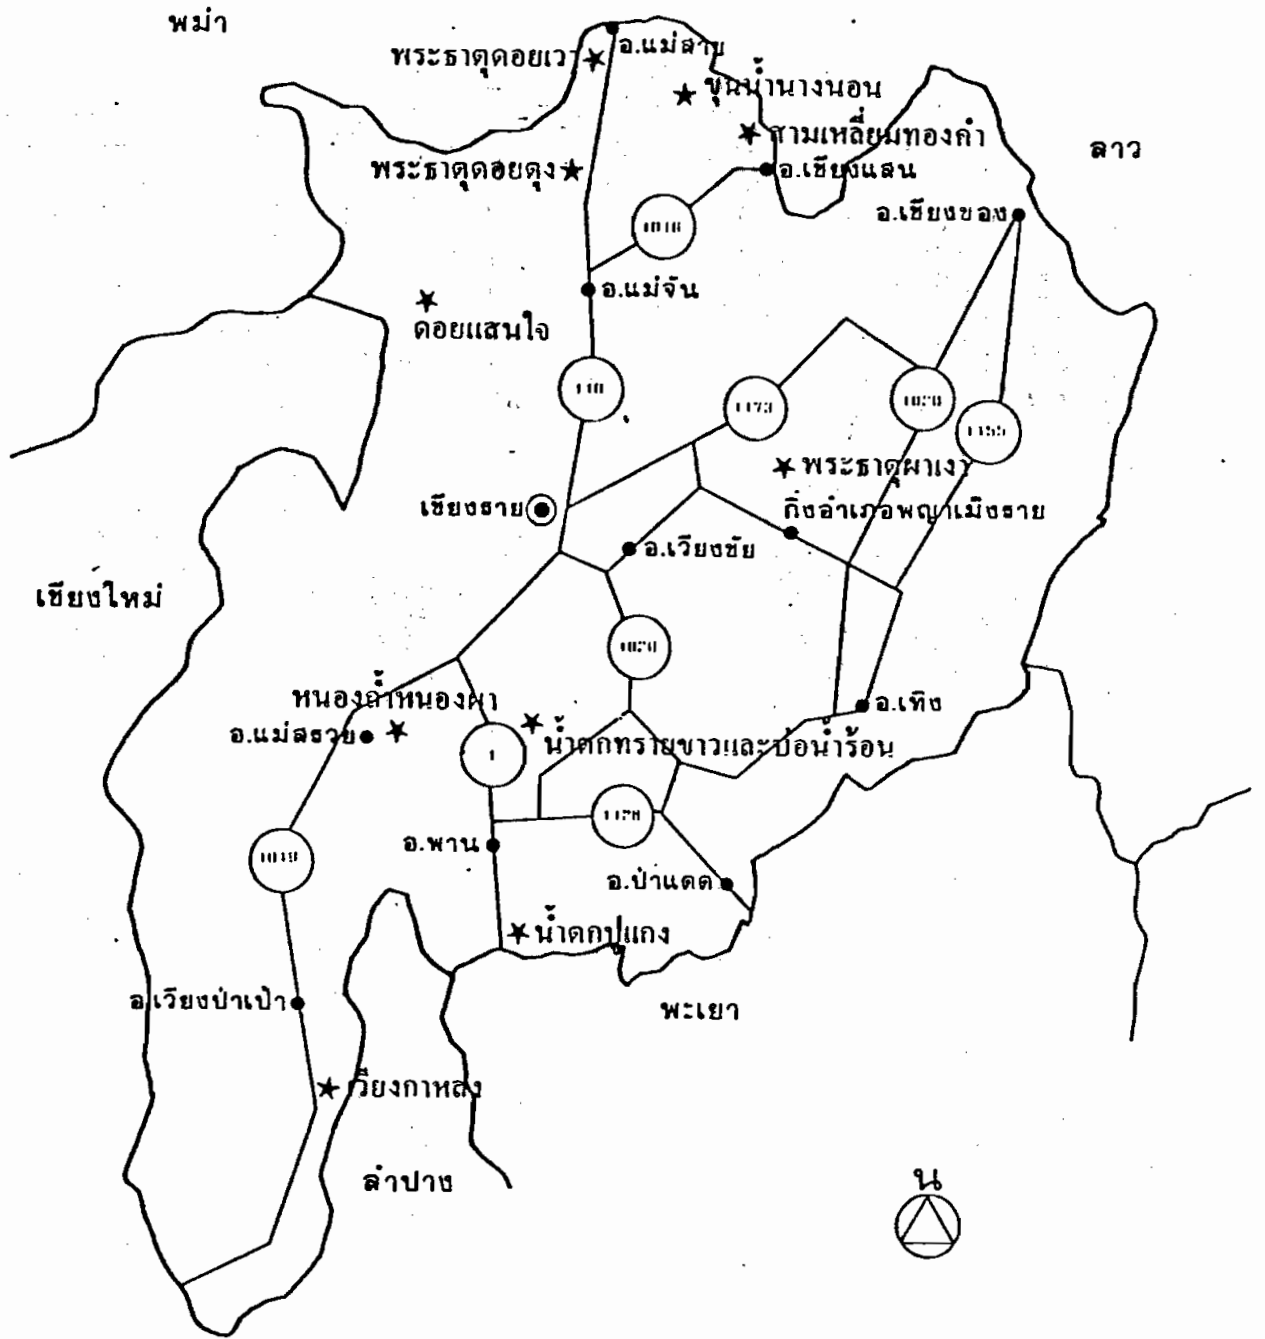 พม่า
อ.แม่สาย
พระธาตุดอยเวา
ขุนน้ำนางนอน
สามเหลี่ยมทองคำ
ลาว
พระธาตุดอยตุง
อ.เชียงแสน
อ.เชียงของ
1016
อ.แม่จัน
ดอยแสนใจ
110
1173
1020
1155
พระธาตุผาเงา
เชียงราย
กิ่งอำเภอพญาเม็งราย
อ.เวียงชัย
เชียงใหม่
1020
หนองถ้ำหนองผา
อ.เทิง
อ.แม่สรวย
น้ำตกทรายขาวและบ่อน้ำร้อน
1
1126
อ.พาน
อ.ป่าแดด
น้ำตกปูแกง
อ.เวียงป่าเป้า
พะเยา
เวียงกาหลง
ลำปาง
น